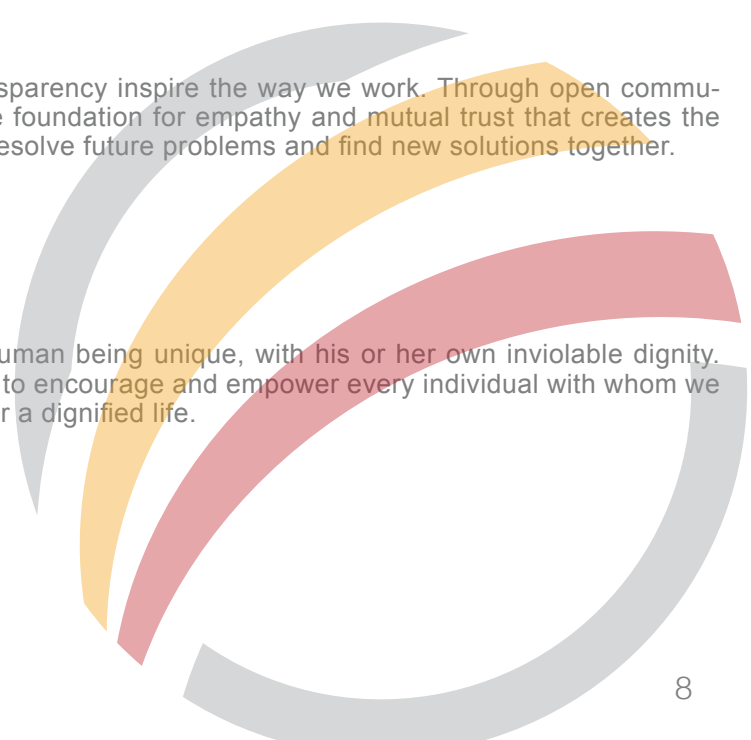 sparency inspire the way we work. Through open commu-
foundation for empathy and mutual trust that creates the
esolve future problems and find new solutions together.
uman being unique, with his or her own inviolable dignity.
to encourage and empower every individual with whom we
r a dignified life.
8